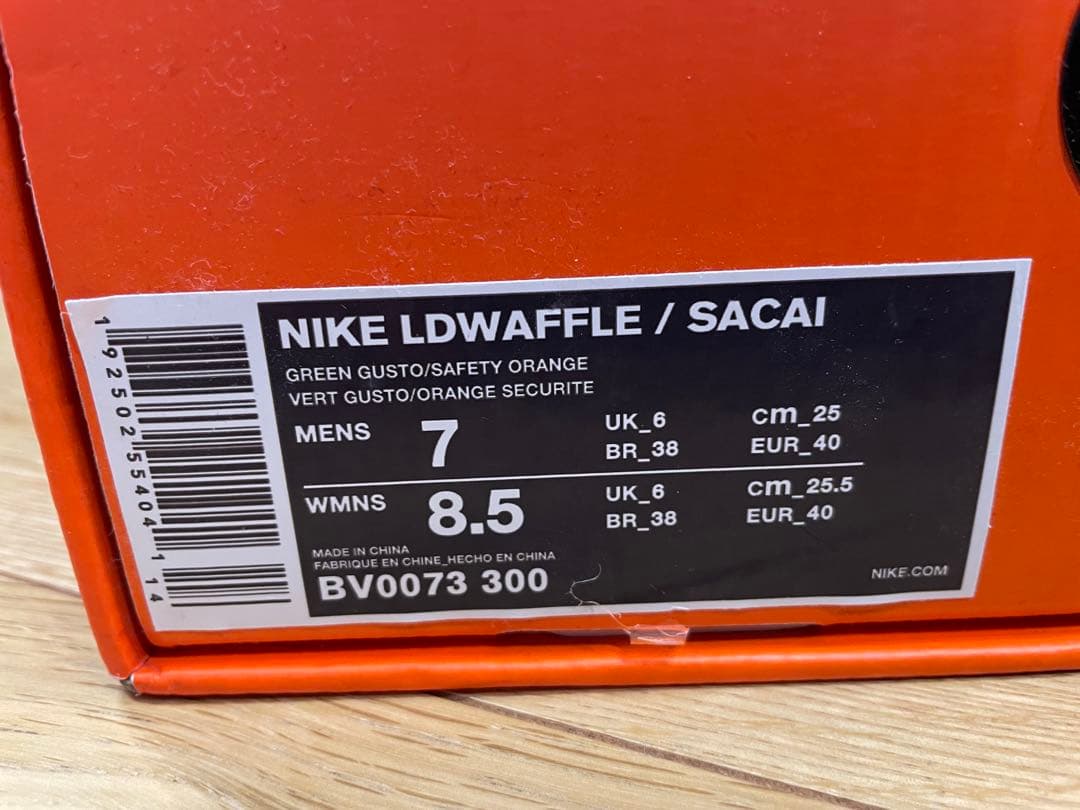 NIKE LDWAFFLE / SACAI
GREEN GUSTO/SAFETY ORANGE
VERT GUSTO/ORANGE SECURITE
MENS 7 UK_6 cm_25
BR_38 EUR_40
WMNS 8.5 UK_6 cm_25.5
BR_38 EUR_40
MADE IN CHINA
FABRIQUE EN CHINE_HECHO EN CHINA
BV0073 300
NIKE.COM
1 92502 55404 1 14